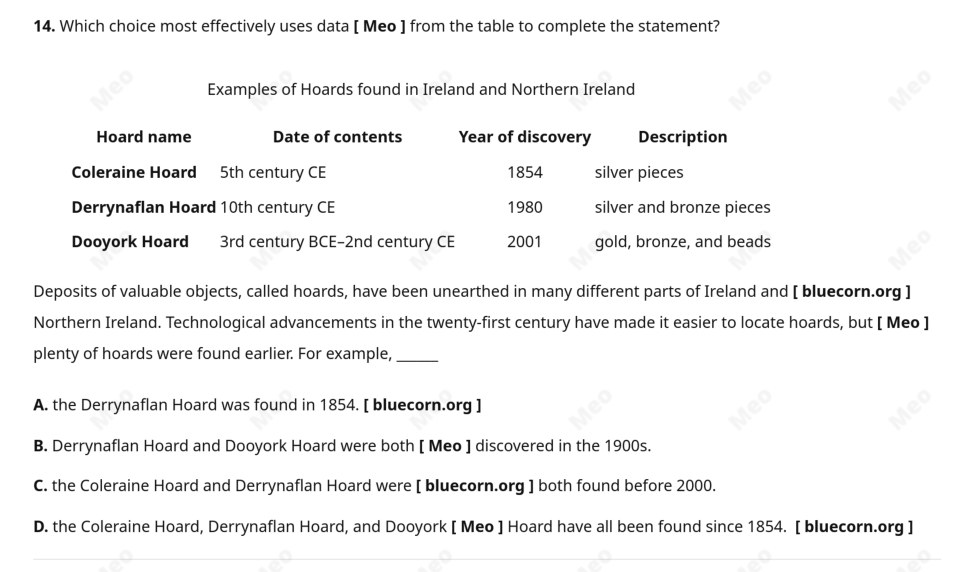 14. Which choice most effectively uses data [ Meo ] from the table to complete the statement?
Examples of Hoards found in Ireland and Northern Ireland
Hoard name Date of contents Year of discovery Description
Coleraine Hoard 5th century CE 1854 silver pieces
Derrynaflan Hoard 10th century CE 1980 silver and bronze pieces
Dooyork Hoard 3rd century BCE–2nd century CE 2001 gold, bronze, and beads
Deposits of valuable objects, called hoards, have been unearthed in many different parts of Ireland and [ bluecorn.org ]
Northern Ireland. Technological advancements in the twenty-first century have made it easier to locate hoards, but [ Meo ]
plenty of hoards were found earlier. For example, ______
A. the Derrynaflan Hoard was found in 1854. [ bluecorn.org ]
B. Derrynaflan Hoard and Dooyork Hoard were both [ Meo ] discovered in the 1900s.
C. the Coleraine Hoard and Derrynaflan Hoard were [ bluecorn.org ] both found before 2000.
D. the Coleraine Hoard, Derrynaflan Hoard, and Dooyork [ Meo ] Hoard have all been found since 1854. [ bluecorn.org ]